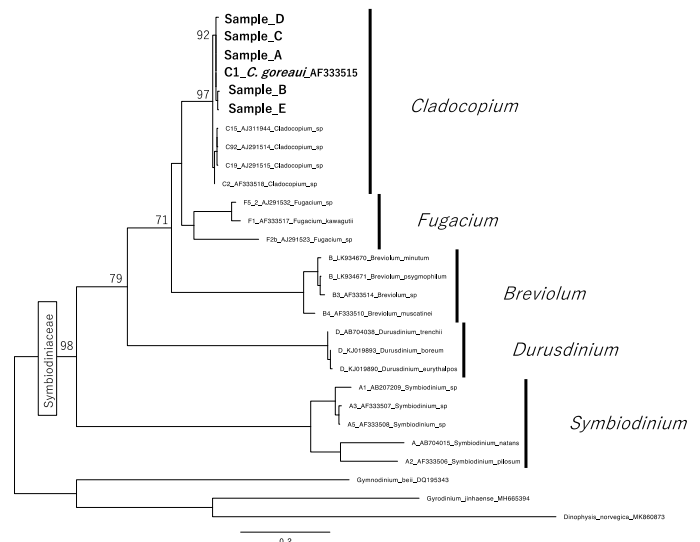 Sample_D
92
Sample_C
Sample_A
C1_C. goreaui_AF333515
97
Sample_B
Sample_E
Cladocopium
C15_AJ311944_Cladocopium_sp
C92_AJ291514_Cladocopium_sp
C19_AJ291515_Cladocopium_sp
C2_AF333518_Cladocopium_sp
F5_2_AJ291532_Fugacium_sp
F1_AF333517_Fugacium_kawagutii
F2b_AJ291523_Fugacium_sp
Fugacium
71
B_LK934670_Breviolum_minutum
B_LK934671_Breviolum_psygmophilum
B3_AF333514_Breviolum_sp
B4_AF333510_Breviolum_muscatinei
Breviolum
79
D_AB704038_Durusdinium_trenchii
D_KJ019893_Durusdinium_boreum
D_KJ019890_Durusdinium_eurythalpos
Durusdinium
Symbiodiniaceae
98
A1_AB207209_Symbiodinium_sp
A3_AF333507_Symbiodinium_sp
A5_AF333508_Symbiodinium_sp
A_AB704015_Symbiodinium_natans
A2_AF333506_Symbiodinium_pilosum
Symbiodinium
Gymnodinium_beii_DQ195343
Gyrodinium_jinhaense_MH665394
Dinophysis_norvegica_MK860873